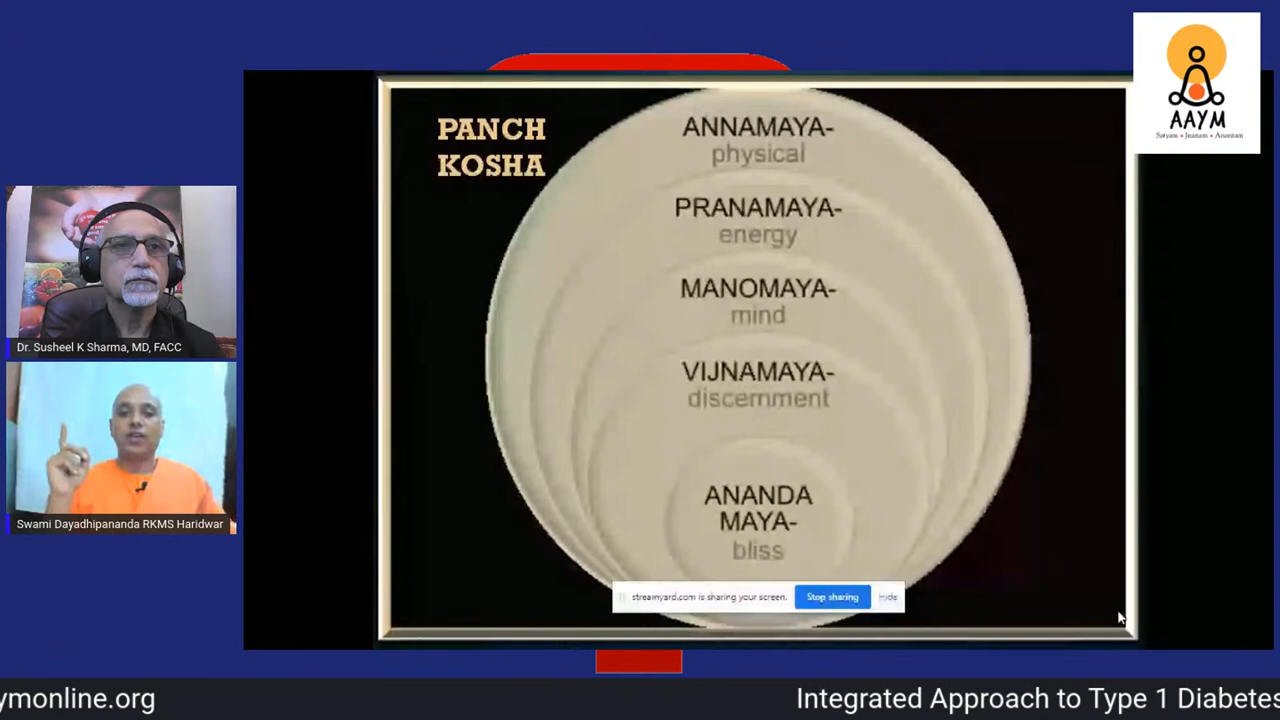 PANCH
KOSHA
ANNAMAYA-
physical
PRANAMAYA-
energy
MANOMAYA-
mind
VIJNAMAYA-
discernment
ANANDA
MAYA-
bliss
streamyard.com is sharing your screen.
Stop sharing
Hide
AAYM
Satyam • Jnanam • Anantam
Dr. Susheel K Sharma, MD, FACC
Swami Dayadhipananda RKMS Haridwar
ymonline.org
Integrated Approach to Type 1 Diabetes